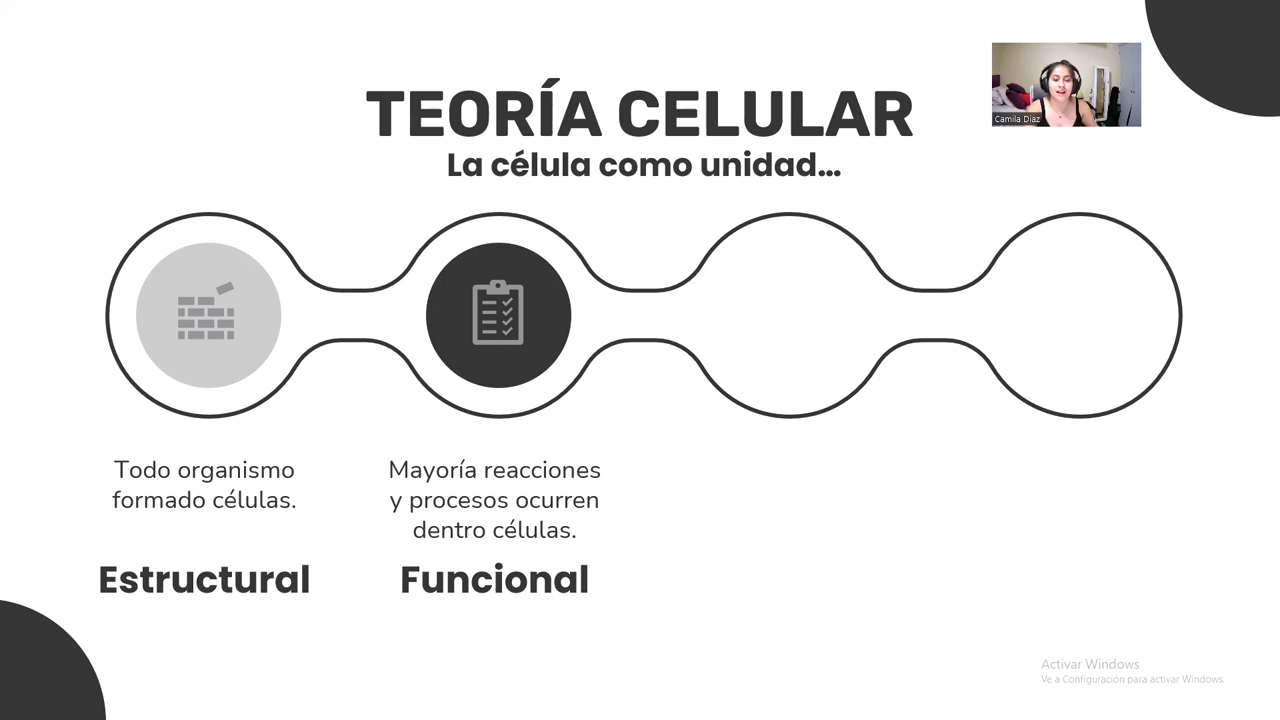 TEORÍA CELULAR
La célula como unidad...
Camila Diaz
Todo organismo
formado células.
Estructural
Mayoría reacciones
y procesos ocurren
dentro células.
Funcional
Activar Windows
Ve a Configuración para activar Windows.